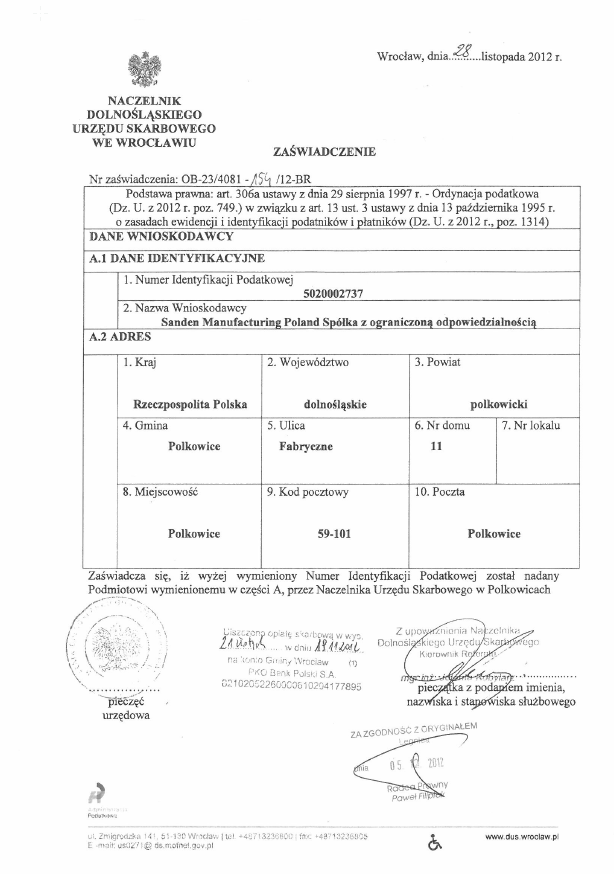 Wrocław, dnia...28....listopada 2012 r.
NACZELNIK
DOLNOŚLĄSKIEGO
URZĘDU SKARBOWEGO
WE WROCŁAWIU
ZAŚWIADCZENIE
Nr zaświadczenia: OB-23/4081 - 154 /12-BR
Podstawa prawna: art. 306a ustawy z dnia 29 sierpnia 1997 r. - Ordynacja podatkowa
(Dz. U. z 2012 r. poz. 749.) w związku z art. 13 ust. 3 ustawy z dnia 13 października 1995 r.
o zasadach ewidencji i identyfikacji podatników i płatników (Dz. U. z 2012 r., poz. 1314)
DANE WNIOSKODAWCY
A.1 DANE IDENTYFIKACYJNE
1. Numer Identyfikacji Podatkowej
5020002737
2. Nazwa Wnioskodawcy
Sanden Manufacturing Poland Spółka z ograniczoną odpowiedzialnością
A.2 ADRES
1. Kraj 2. Województwo 3. Powiat
Rzeczpospolita Polska dolnośląskie polkowicki
4. Gmina 5. Ulica 6. Nr domu 7. Nr lokalu
Polkowice Fabryczne 11
8. Miejscowość 9. Kod pocztowy 10. Poczta
Polkowice 59-101 Polkowice
Zaświadcza się, iż wyżej wymieniony Numer Identyfikacji Podatkowej został nadany
Podmiotowi wymienionemu w części A, przez Naczelnika Urzędu Skarbowego w Polkowicach
Uiszczono opłatę skarbową w wys.
w dniu
na konto Gminy Wrocław (1)
PKO Bank Polski S.A.
Z upoważnienia Naczelnika
Dolnośląskiego Urzędu Skarbowego
Kierownik Referatu
pieczęć
urzędowa
pieczątka z podaniem imienia,
nazwiska i stanowiska służbowego
ZA ZGODNOŚĆ Z ORYGINAŁEM
Legnica
dnia 05 12 2012
Radca Prawny
Paweł
ul. Żmigrodzka 141, 51-130 Wrocław | tel. +48713236800 | fax: +48713236805
E-mail: us0271@ds.mofnet.gov.pl
www.dus.wroclaw.pl